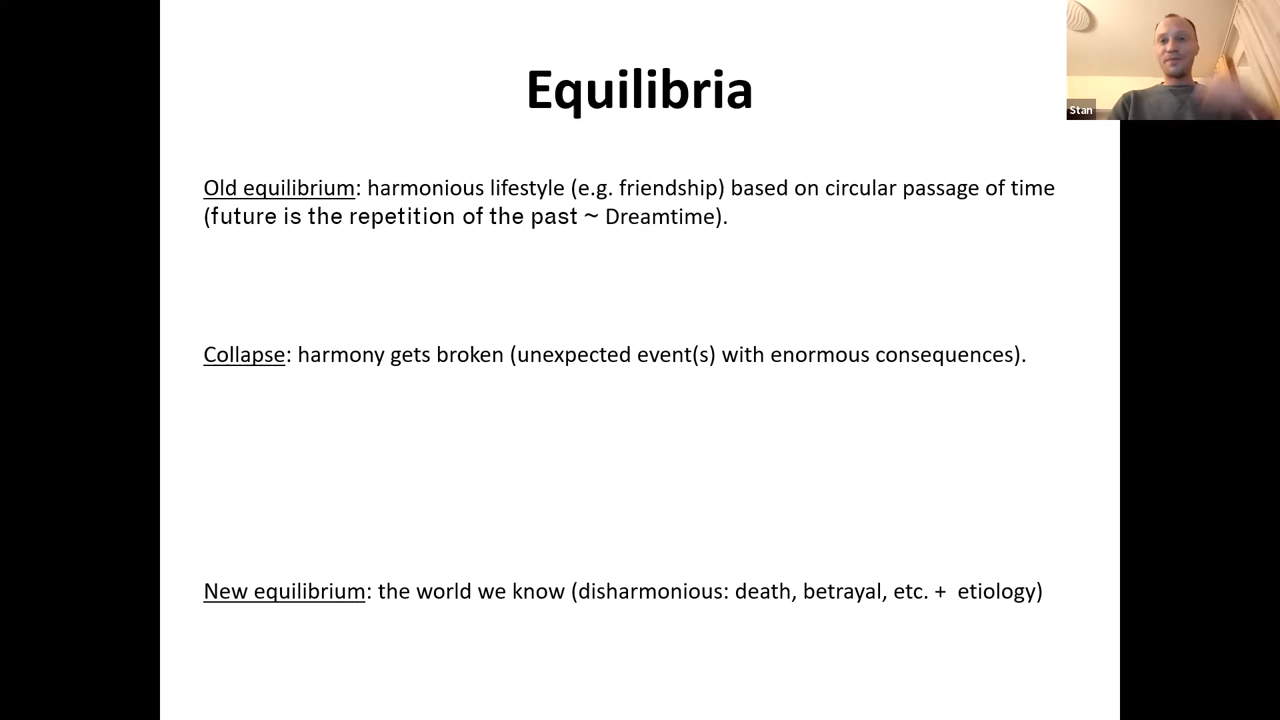 Equilibria
Stan
Old equilibrium: harmonious lifestyle (e.g. friendship) based on circular passage of time
(future is the repetition of the past ~ Dreamtime).
Collapse: harmony gets broken (unexpected event(s) with enormous consequences).
New equilibrium: the world we know (disharmonious: death, betrayal, etc. +  etiology)